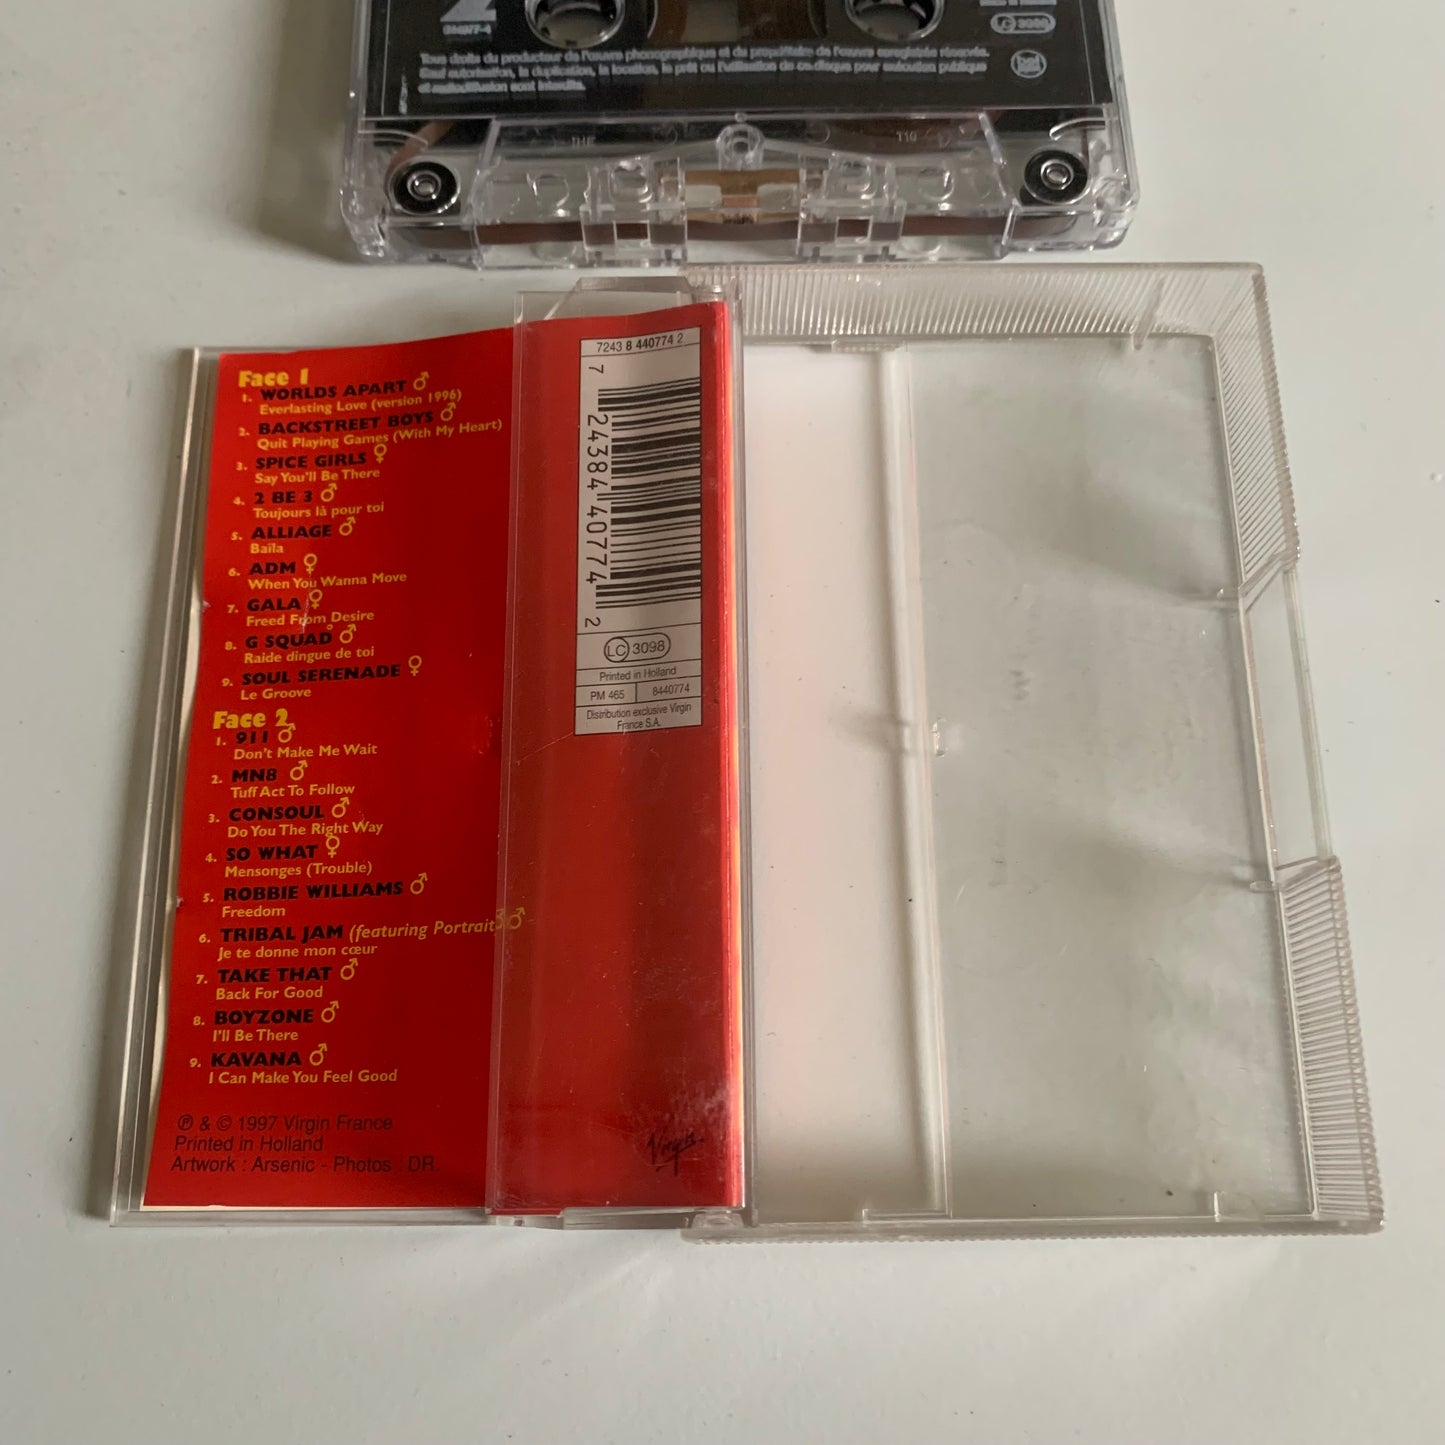 Tous droits du producteur de l'œuvre phonographique et du propriétaire de l'œuvre enregistrée réservés.
Sauf autorisation, la duplication, la location, le prêt ou l'utilisation de ce disque pour exécution publique
et radiodiffusion sont interdits.
Face 1
1. WORLDS APART ♂
Everlasting Love (version 1996)
2. BACKSTREET BOYS ♂
Quit Playing Games (With My Heart)
3. SPICE GIRLS ♀
Say You'll Be There
4. 2 BE 3 ♂
Toujours là pour toi
5. ALLIAGE ♂
Baïla
6. ADM ♀
When You Wanna Move
7. GALA ♀
Freed From Desire
8. G SQUAD ♂
Raide dingue de toi
9. SOUL SERENADE ♀
Le Groove
Face 2
1. 911 ♂
Don't Make Me Wait
2. MN8 ♂
Tuff Act To Follow
3. CONSOUL ♂
Do You The Right Way
4. SO WHAT ♀
Mensonges (Trouble)
5. ROBBIE WILLIAMS ♂
Freedom
6. TRIBAL JAM (featuring Portrait) ♂
Je te donne mon cœur
7. TAKE THAT ♂
Back For Good
8. BOYZONE ♂
I'll Be There
9. KAVANA ♂
I Can Make You Feel Good
℗ & © 1997 Virgin France
Printed in Holland
Artwork : Arsenic - Photos : DR.
7243 8 440774 2
7 24384 40774 2
LC 3098
Printed in Holland
PM 465 8440774
Distribution exclusive Virgin
France S.A.
Virgin